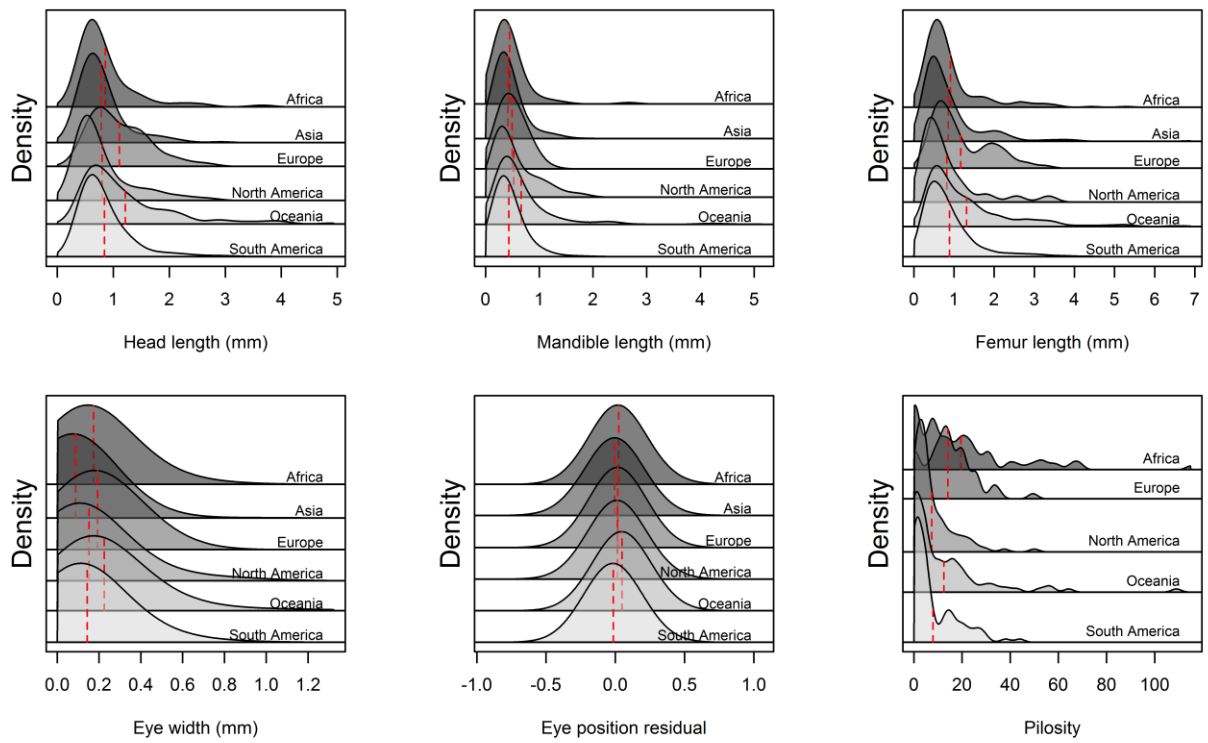 Density
Africa
Asia
Europe
North America
Oceania
South America
0 1 2 3 4 5
Head length (mm)
Density
Africa
Asia
Europe
North America
Oceania
South America
0 1 2 3 4 5
Mandible length (mm)
Density
Africa
Asia
Europe
North America
Oceania
South America
0 1 2 3 4 5 6 7
Femur length (mm)
Density
Africa
Asia
Europe
North America
Oceania
South America
0.0 0.2 0.4 0.6 0.8 1.0 1.2
Eye width (mm)
Density
Africa
Asia
Europe
North America
Oceania
South America
-1.0 -0.5 0.0 0.5 1.0
Eye position residual
Density
Africa
Europe
North America
Oceania
South America
0 20 40 60 80 100
Pilosity